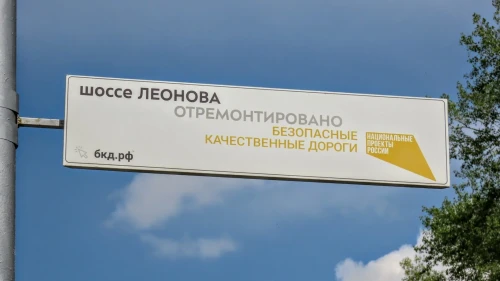 шоссе ЛЕОНОВА
ОТРЕМОНТИРОВАНО
БЕЗОПАСНЫЕ
КАЧЕСТВЕННЫЕ ДОРОГИ
НАЦИОНАЛЬНЫЕ
ПРОЕКТЫ
РОССИИ
бкд.рф